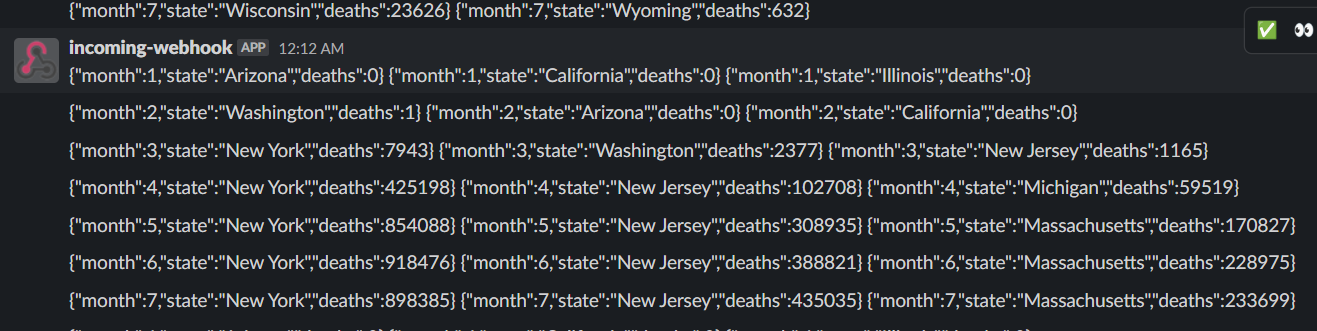 {"month":7,"state":"Wisconsin","deaths":23626} {"month":7,"state":"Wyoming","deaths":632}
incoming-webhook APP 12:12 AM
{"month":1,"state":"Arizona","deaths":0} {"month":1,"state":"California","deaths":0} {"month":1,"state":"Illinois","deaths":0}
{"month":2,"state":"Washington","deaths":1} {"month":2,"state":"Arizona","deaths":0} {"month":2,"state":"California","deaths":0}
{"month":3,"state":"New York","deaths":7943} {"month":3,"state":"Washington","deaths":2377} {"month":3,"state":"New Jersey","deaths":1165}
{"month":4,"state":"New York","deaths":425198} {"month":4,"state":"New Jersey","deaths":102708} {"month":4,"state":"Michigan","deaths":59519}
{"month":5,"state":"New York","deaths":854088} {"month":5,"state":"New Jersey","deaths":308935} {"month":5,"state":"Massachusetts","deaths":170827}
{"month":6,"state":"New York","deaths":918476} {"month":6,"state":"New Jersey","deaths":388821} {"month":6,"state":"Massachusetts","deaths":228975}
{"month":7,"state":"New York","deaths":898385} {"month":7,"state":"New Jersey","deaths":435035} {"month":7,"state":"Massachusetts","deaths":233699}